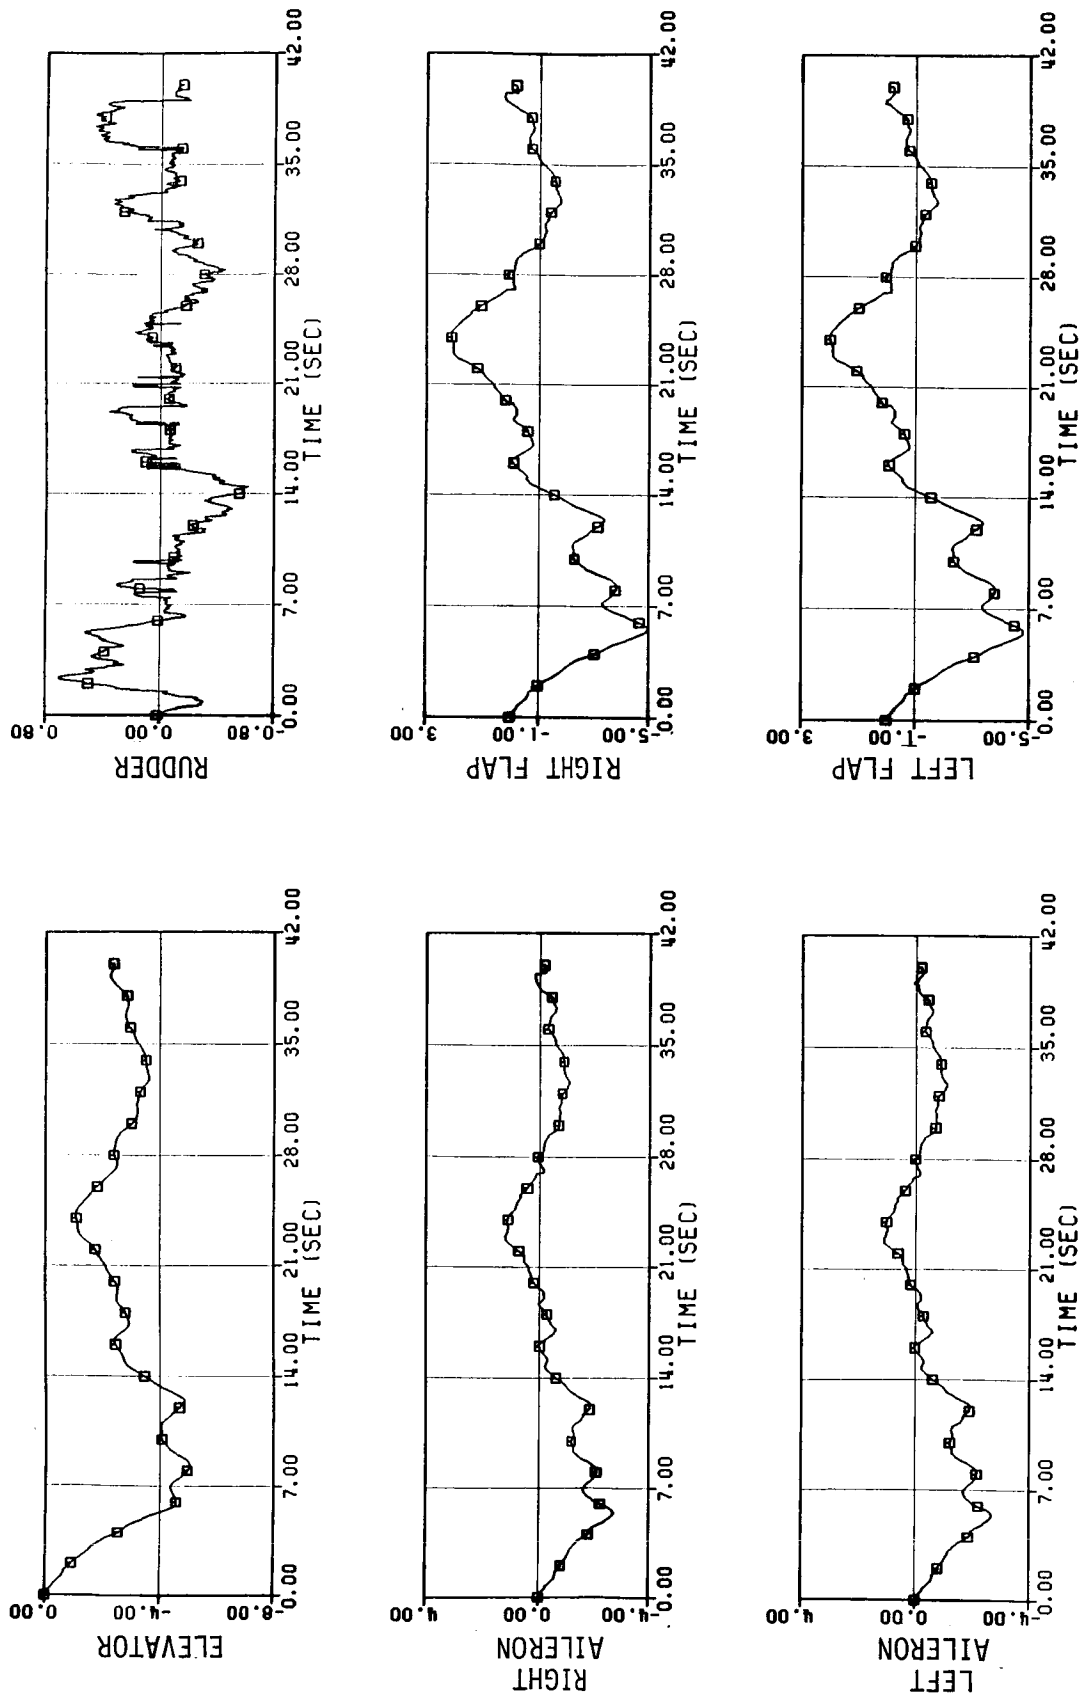 ELEVATOR
0.00
-4.00
-8.00
0.00 7.00 14.00 21.00 28.00 35.00 42.00
TIME (SEC)
RUDDER
0.80
0.00
-0.80
0.00 7.00 14.00 21.00 28.00 35.00 42.00
TIME (SEC)
RIGHT
AILERON
4.00
0.00
-4.00
0.00 7.00 14.00 21.00 28.00 35.00 42.00
TIME (SEC)
RIGHT FLAP
3.00
-1.00
-5.00
0.00 7.00 14.00 21.00 28.00 35.00 42.00
TIME (SEC)
LEFT
AILERON
4.00
0.00
-4.00
0.00 7.00 14.00 21.00 28.00 35.00 42.00
TIME (SEC)
LEFT FLAP
3.00
-1.00
-5.00
0.00 7.00 14.00 21.00 28.00 35.00 42.00
TIME (SEC)